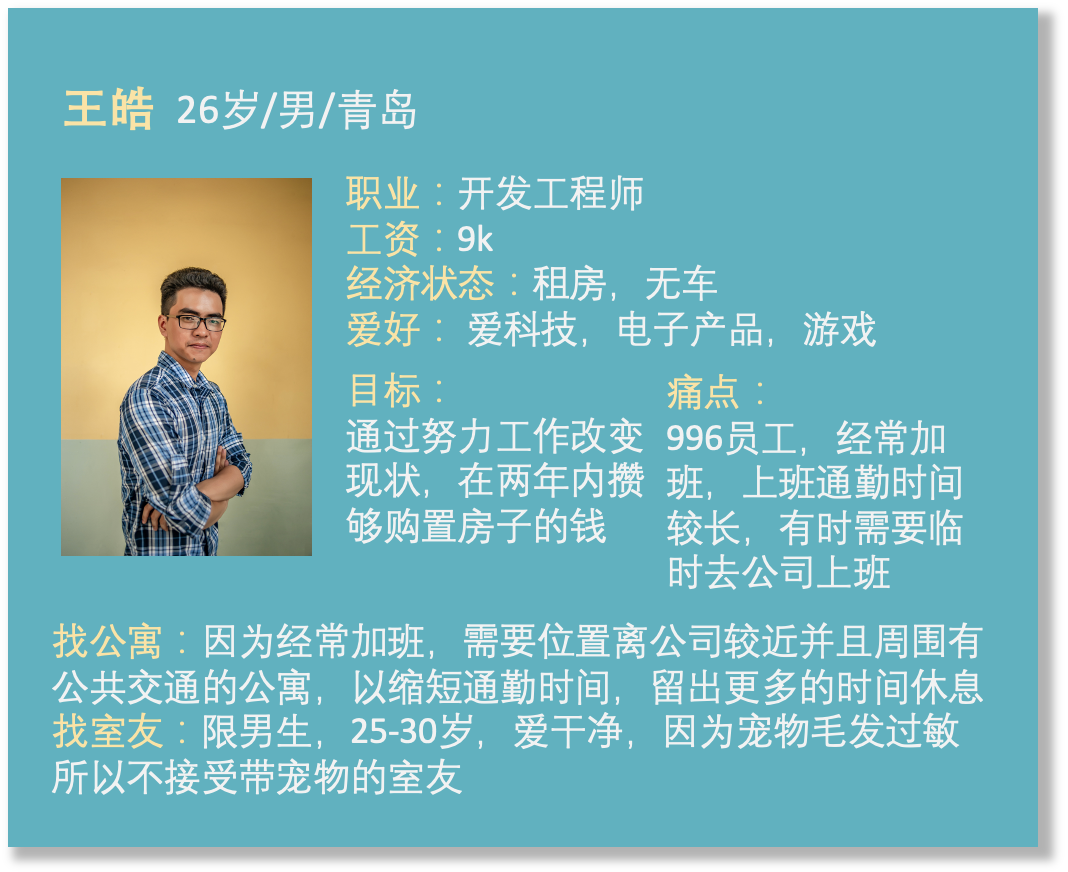 王皓 26岁/男/青岛
职业：开发工程师
工资：9k
经济状态：租房，无车
爱好： 爱科技，电子产品，游戏
目标：
通过努力工作改变
现状，在两年内攒
够购置房子的钱
痛点：
996员工，经常加
班，上班通勤时间
较长，有时需要临
时去公司上班
找公寓：因为经常加班，需要位置离公司较近并且周围有
公共交通的公寓，以缩短通勤时间，留出更多的时间休息
找室友：限男生，25-30岁，爱干净，因为宠物毛发过敏
所以不接受带宠物的室友